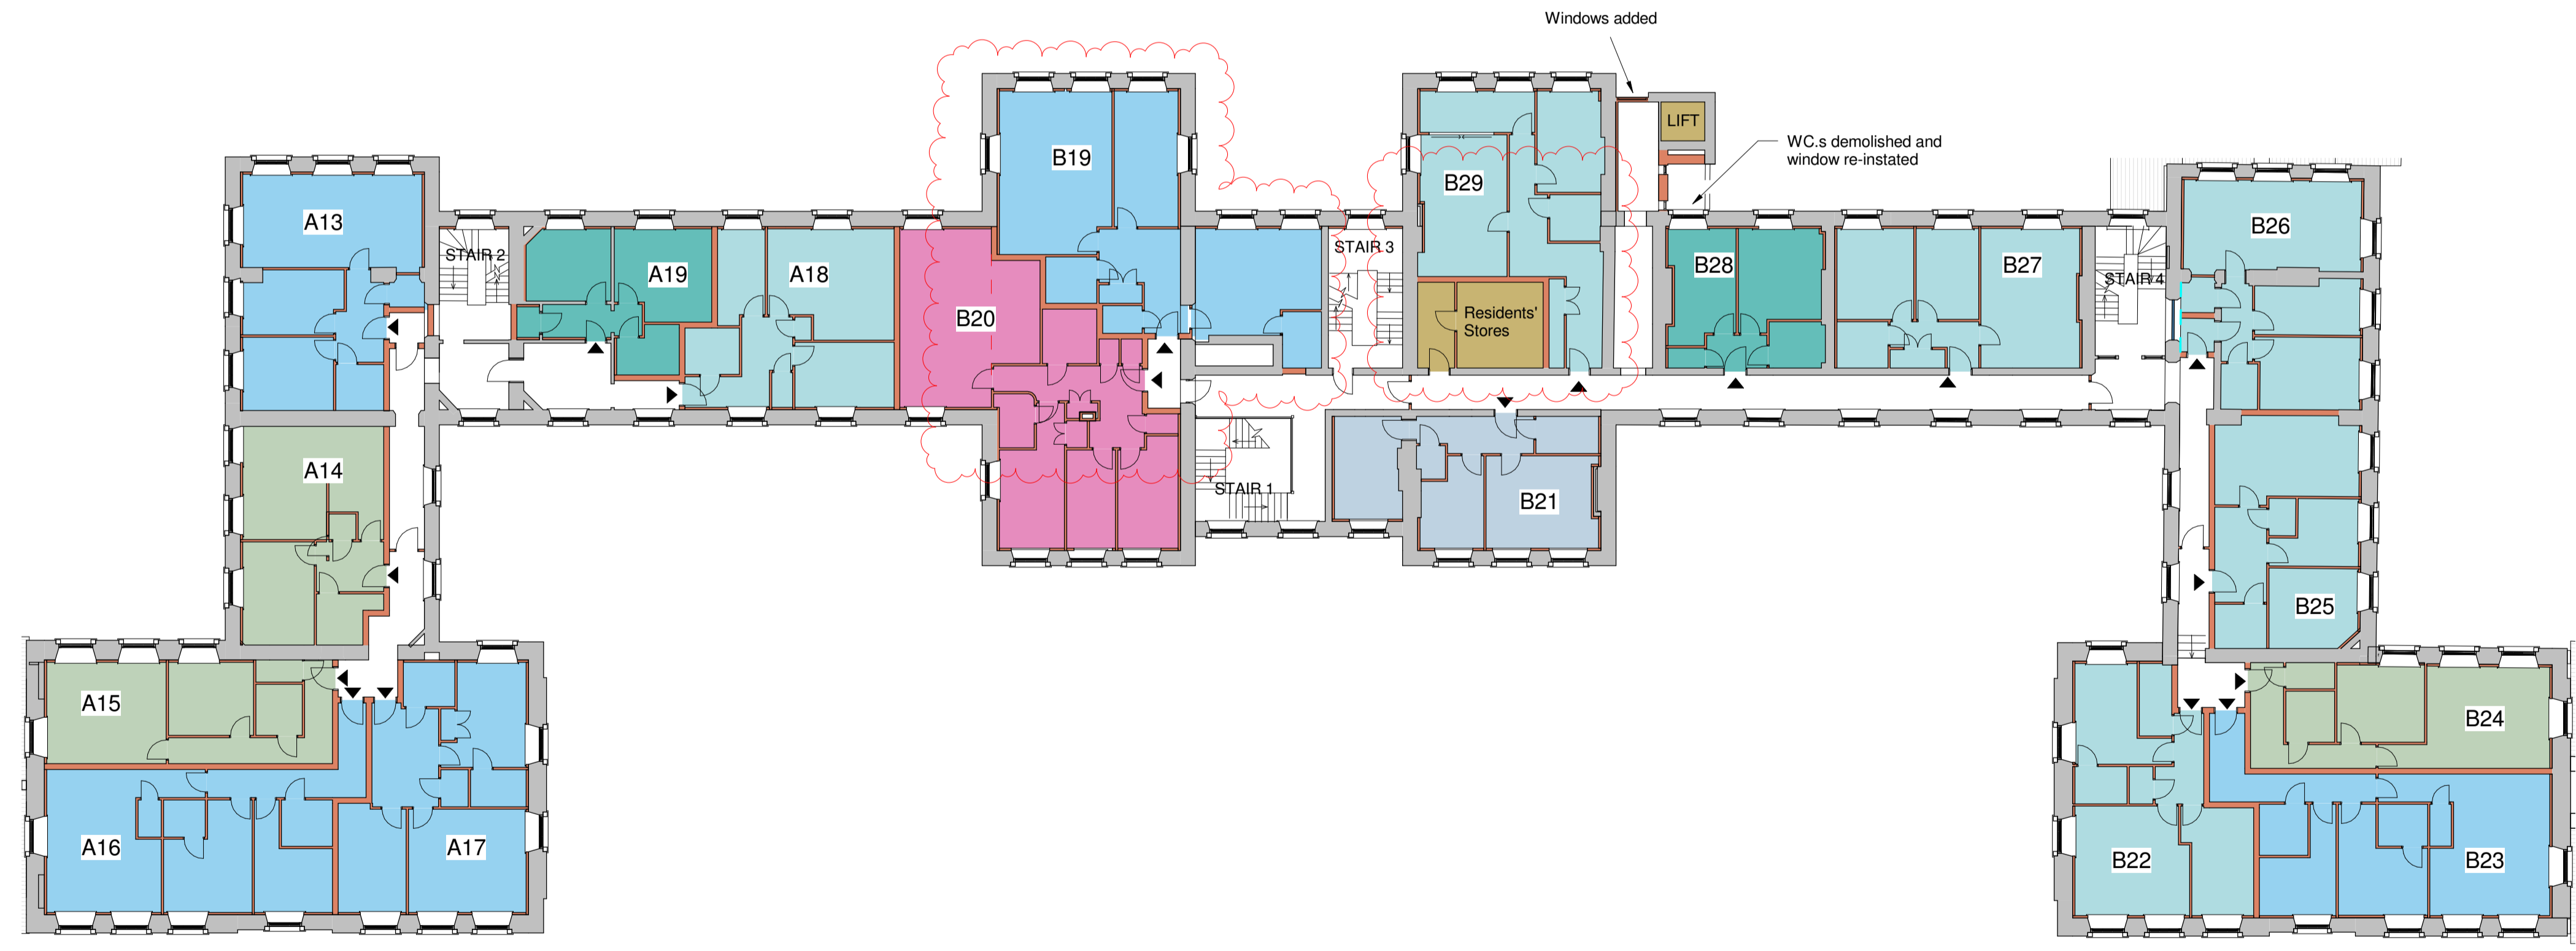 Windows added
LIFT
WC.s demolished and
window re-instated
B19
B29
A13
B26
STAIR 2
A19
A18
STAIR 3
B28
B27
STAIR 4
B20
Residents'
Stores
A14
STAIR 1
B21
B25
A15
B24
A16
A17
B22
B23